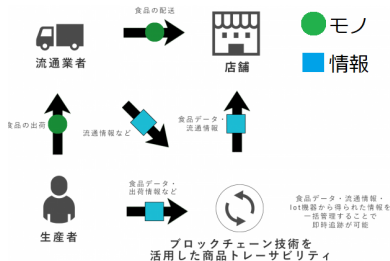 食品の配送
モノ
情報
流通業者
店舗
食品の出荷
流通情報など
食品データ・
流通情報
食品データ・
出荷情報など
生産者
食品データ・流通情報・
Iot機器から得られた情報を
一括管理することで
即時追跡が可能
ブロックチェーン技術を
活用した商品トレーサビリティ